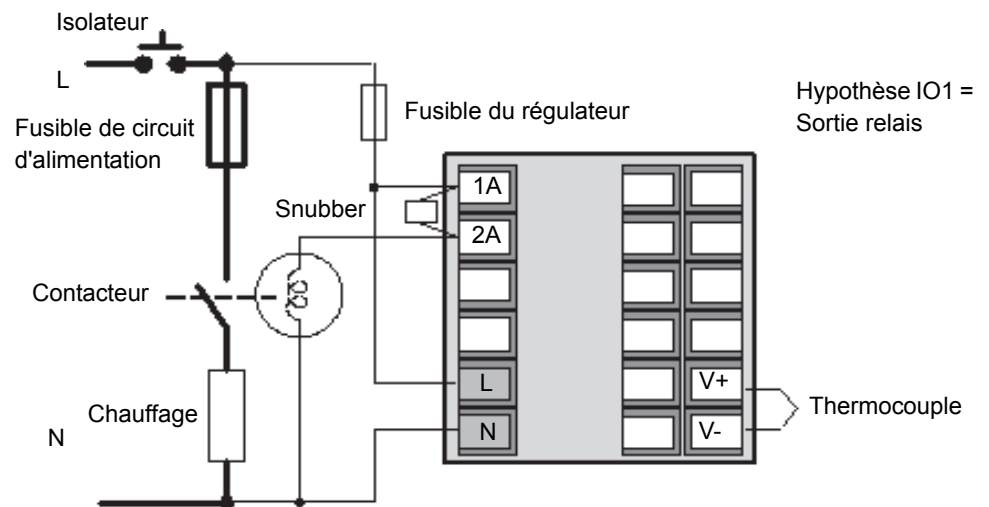 Isolateur
L
Fusible de circuit
d'alimentation
Fusible du régulateur
Hypothèse IO1 =
Sortie relais
1A
Snubber
2A
Contacteur
L
V+
Chauffage
Thermocouple
N
N
V-